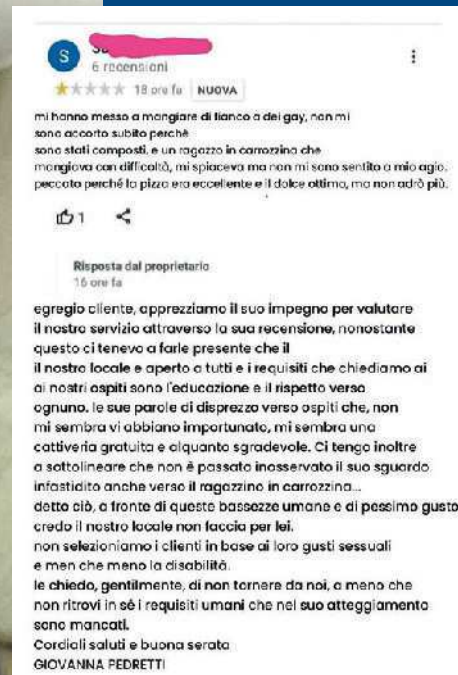 S
6 recensioni
18 ore fa NUOVA
mi hanno messo a mangiare di fianco a dei gay, non mi
sono accorto subito perchè
sono stati composti, e un ragazzo in carrozzina che
mangiava con difficoltà, mi spiaceva ma non mi sono sentito a mio agio.
peccato perché la pizza era eccellente e il dolce ottimo, ma non adrò più.
1
Risposta dal proprietario
16 ore fa
egregio cliente, apprezziamo il suo impegno per valutare
il nostro servizio attraverso la sua recensione, nonostante
questo ci tenevo a farle presente che il
il nostro locale e aperto a tutti e i requisiti che chiediamo ai
ai nostri ospiti sono l'educazione e il rispetto verso
ognuno. le sue parole di disprezzo verso ospiti che, non
mi sembra vi abbiano importunato, mi sembra una
cattiveria gratuita e alquanto sgradevole. Ci tengo inoltre
a sottolineare che non è passato inosservato il suo sguardo
infastidito anche verso il ragazzino in carrozzina...
detto ciò, a fronte di queste bassezze umane e di pessimo gusto
credo il nostro locale non faccia per lei.
non selezioniamo i clienti in base ai loro gusti sessuali
e men che meno la disabilità.
le chiedo, gentilmente, di non tornere da noi, a meno che
non ritrovi in sé i requisiti umani che nel suo atteggiamento
sono mancati.
Cordiali saluti e buona serata
GIOVANNA PEDRETTI